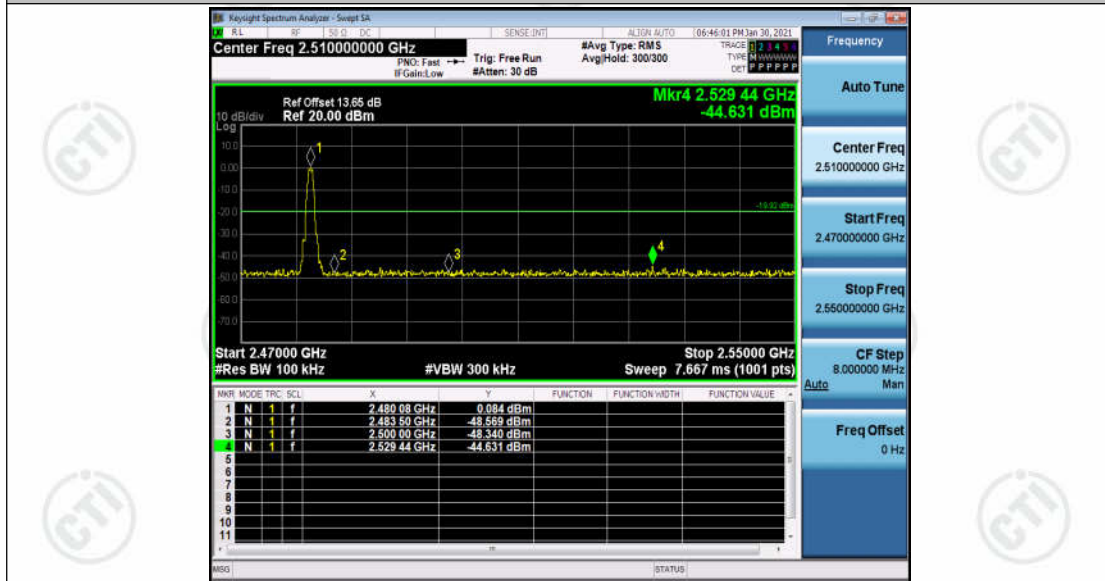 Keysight Spectrum Analyzer - Swept SA
RL RF 50 Ω DC SENSE:INT ALIGN AUTO 06:46:01 PM Jan 30, 2021
Center Freq 2.510000000 GHz
PNO: Fast
IFGain:Low
Trig: Free Run
#Atten: 30 dB
#Avg Type: RMS
Avg|Hold: 300/300
TRACE 1 2 3 4 5 6
TYPE M WWWWW
DET P P P P P P
Ref Offset 13.65 dB
Ref 20.00 dBm
10 dB/div
Log
Mkr4 2.529 44 GHz
-44.631 dBm
10.0
0.00
-10.0
-20.0
-30.0
-40.0
-50.0
-60.0
-70.0
1
2
3
4
-19.92 dBm
Start 2.47000 GHz
Stop 2.55000 GHz
#Res BW 100 kHz
#VBW 300 kHz
Sweep 7.667 ms (1001 pts)
MKR MODE TRC SCL X Y FUNCTION FUNCTION WIDTH FUNCTION VALUE
1 N 1 f 2.480 08 GHz 0.084 dBm
2 N 1 f 2.483 50 GHz -48.569 dBm
3 N 1 f 2.500 00 GHz -48.340 dBm
4 N 1 f 2.529 44 GHz -44.631 dBm
5
6
7
8
9
10
11
MSG
STATUS
Frequency
Auto Tune
Center Freq
2.510000000 GHz
Start Freq
2.470000000 GHz
Stop Freq
2.550000000 GHz
CF Step
8.000000 MHz
Auto Man
Freq Offset
0 Hz
CTI
CTI
CTI
CTI